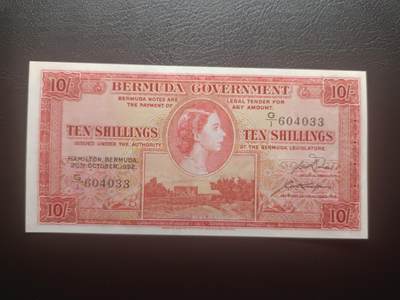 10/- BERMUDA GOVERNMENT 10/-
BERMUDA NOTES ARE LEGAL TENDER FOR
THE PAYMENT OF ANY AMOUNT.
G/1 604033
TEN SHILLINGS TEN SHILLINGS
ISSUED UNDER THE AUTHORITY OF THE BERMUDA LEGISLATURE.
HAMILTON, BERMUDA.
20TH OCTOBER, 1952.
G/1 604033
10/- 10/-